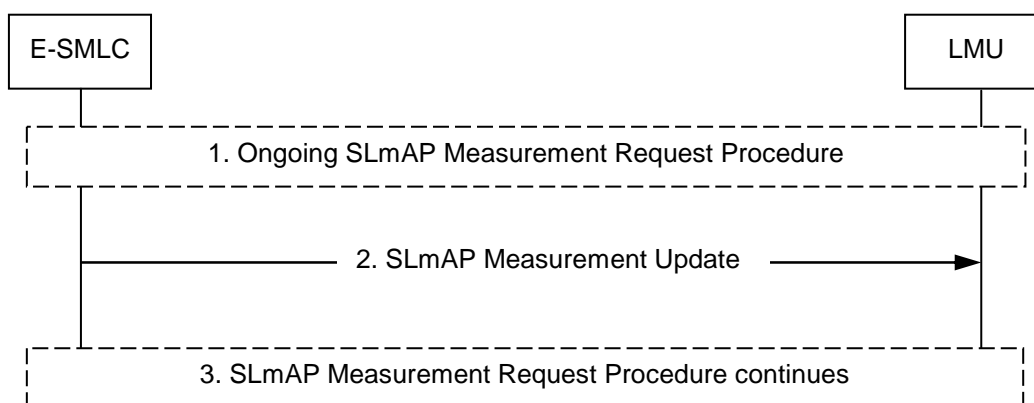 E-SMLC
LMU
1. Ongoing SLmAP Measurement Request Procedure
2. SLmAP Measurement Update
3. SLmAP Measurement Request Procedure continues